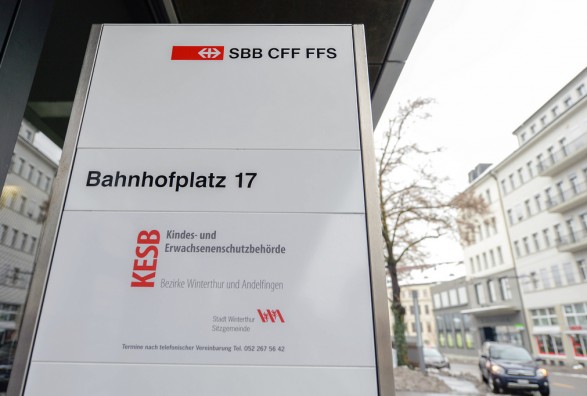 SBB CFF FFS
Bahnhofplatz 17
KESB
Kindes- und
Erwachsenenschutzbehörde
Bezirke Winterthur und Andelfingen
Stadt Winterthur
Sitzgemeinde
Termine nach telefonischer Vereinbarung Tel. 052 267 56 42